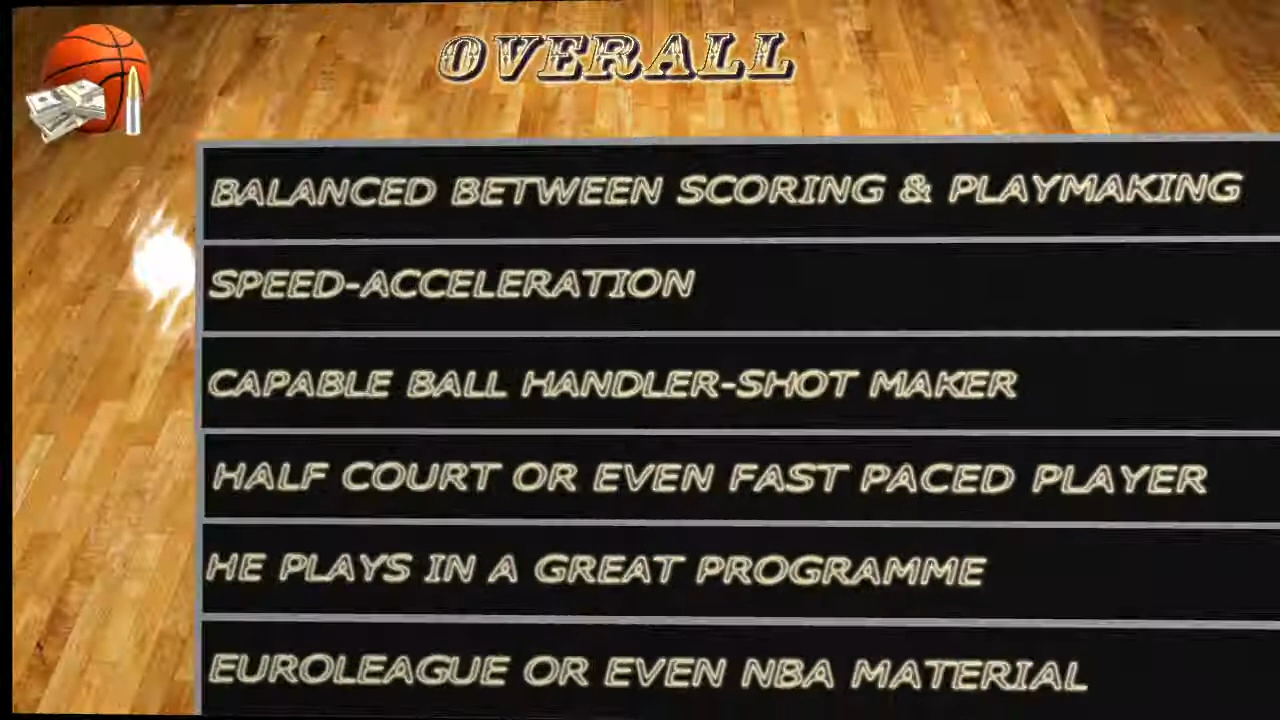 OVERALL
BALANCED BETWEEN SCORING & PLAYMAKING
SPEED-ACCELERATION
CAPABLE BALL HANDLER-SHOT MAKER
HALF COURT OR EVEN FAST PACED PLAYER
HE PLAYS IN A GREAT PROGRAMME
EUROLEAGUE OR EVEN NBA MATERIAL